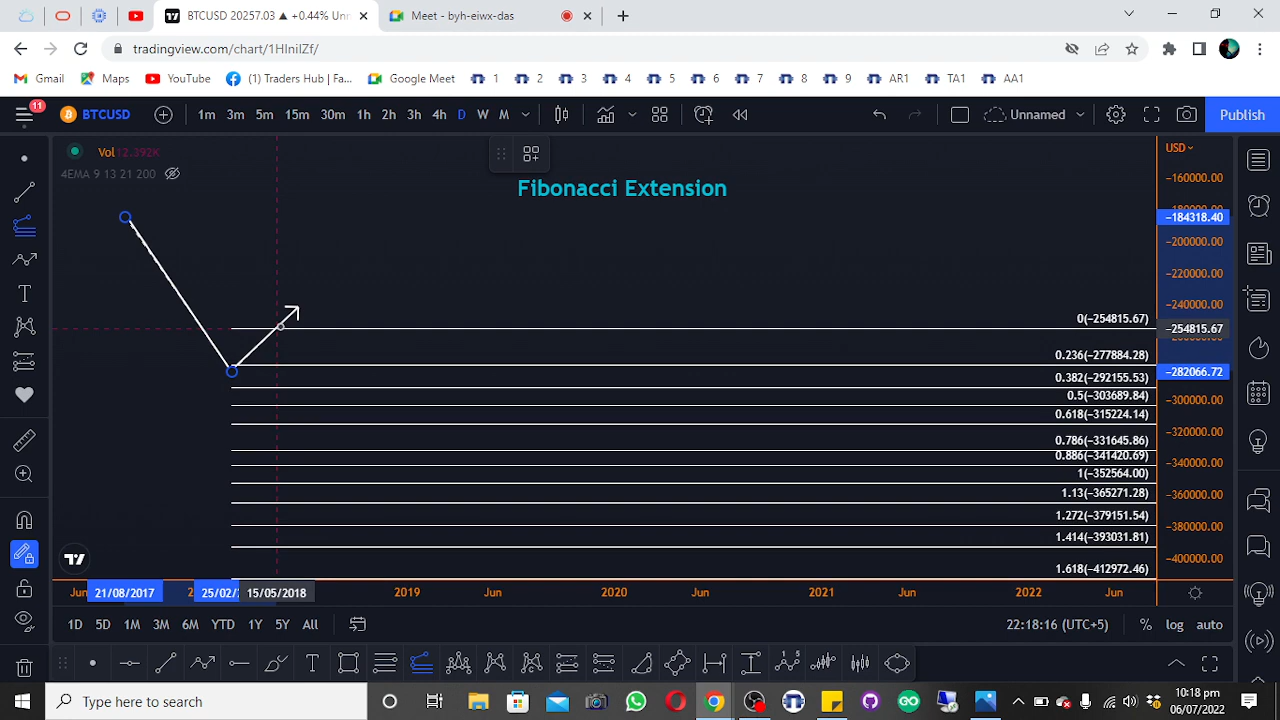 BTCUSD 20257.03 ▲ +0.44% Unn
Meet - byh-eiwx-das
tradingview.com/chart/1HlniIZf/
Gmail
Maps
YouTube
(1) Traders Hub | Fa...
Google Meet
1
2
3
4
5
6
7
8
9
AR1
TA1
AA1
11
BTCUSD
1m
3m
5m
15m
30m
1h
2h
3h
4h
D
W
M
Unnamed
Publish
Vol 12.392K
4EMA 9 13 21 200
Fibonacci Extension
USD
−160000.00
−184318.40
−200000.00
−220000.00
−240000.00
−254815.67
−282066.72
−300000.00
−320000.00
−340000.00
−360000.00
−380000.00
−400000.00
0(−254815.67)
0.236(−277884.28)
0.382(−292155.53)
0.5(−303689.84)
0.618(−315224.14)
0.786(−331645.86)
0.886(−341420.69)
1(−352564.00)
1.13(−365271.28)
1.272(−379151.54)
1.414(−393031.81)
1.618(−412972.46)
Jun
21/08/2017
25/02/
15/05/2018
2019
Jun
2020
Jun
2021
Jun
2022
Jun
1D
5D
1M
3M
6M
YTD
1Y
5Y
All
22:18:16 (UTC+5)
%
log
auto
Type here to search
10:18 pm
06/07/2022